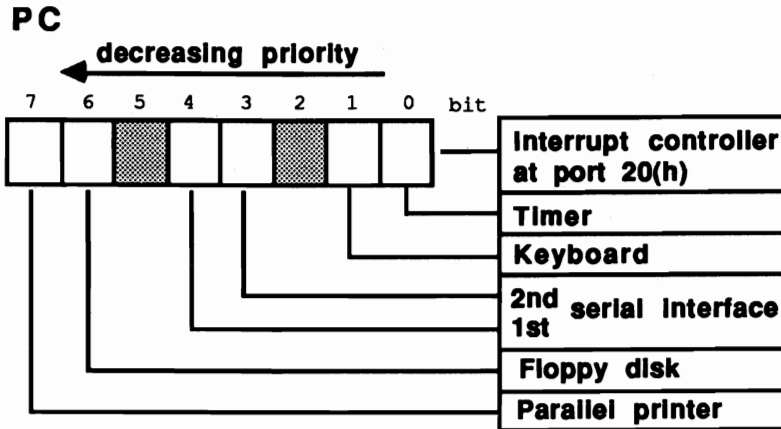 PC
decreasing priority
7 6 5 4 3 2 1 0 bit
Interrupt controller
at port 20(h)
Timer
Keyboard
2nd
1st
serial interface
Floppy disk
Parallel printer